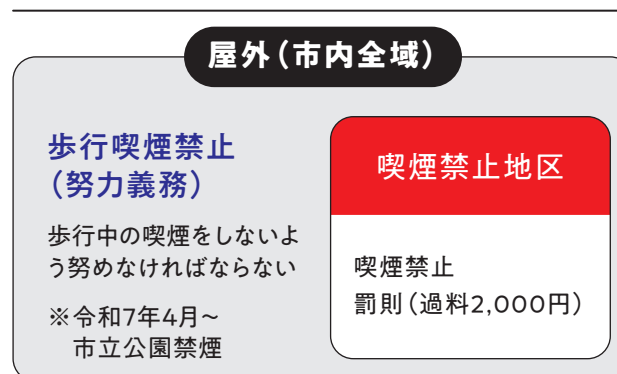 屋外（市内全域）
歩行喫煙禁止
（努力義務）
歩行中の喫煙をしないよ
う努めなければならない
※令和7年4月〜
市立公園禁煙
喫煙禁止地区
喫煙禁止
罰則（過料2,000円）